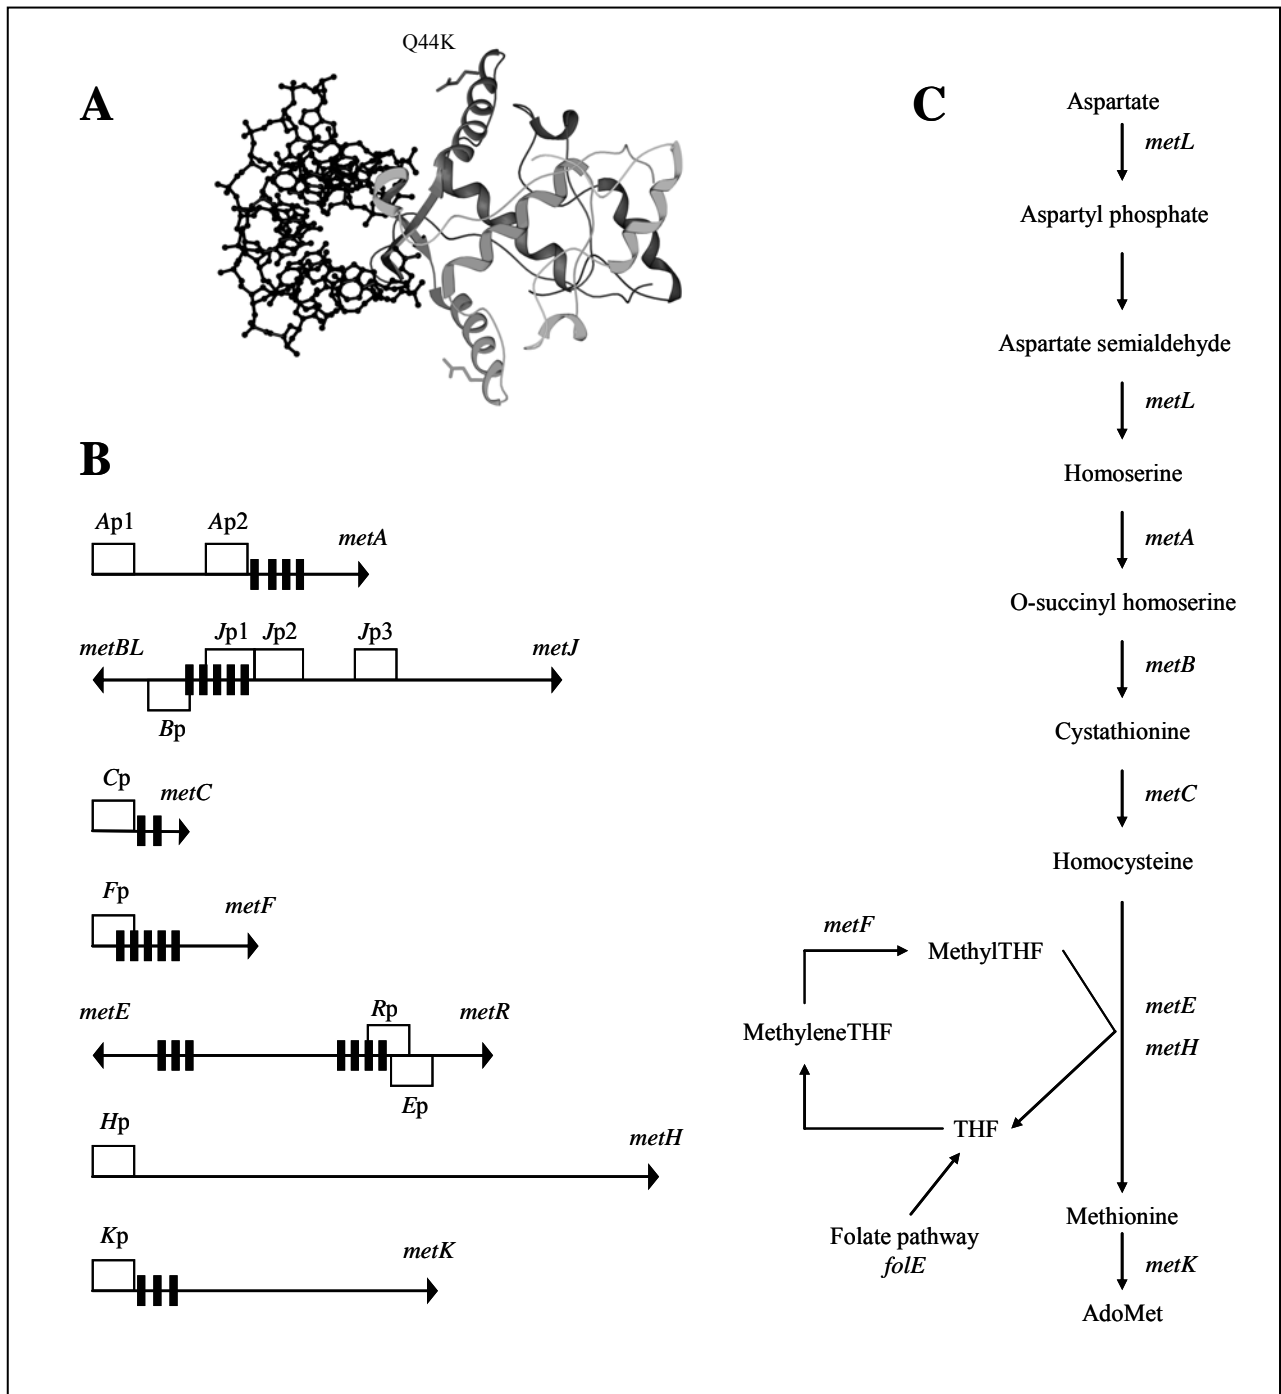 Q44K
A
B
Ap1
Ap2
metA
metBL
Jp1
Jp2
Jp3
metJ
Bp
Cp
metC
Fp
metF
metE
Rp
metR
Ep
Hp
metH
Kp
metK
C
Aspartate
metL
Aspartyl phosphate
Aspartate semialdehyde
metL
Homoserine
metA
O-succinyl homoserine
metB
Cystathionine
metC
Homocysteine
metF
MethylTHF
metE
MethyleneTHF
metH
THF
Folate pathway
folE
Methionine
metK
AdoMet